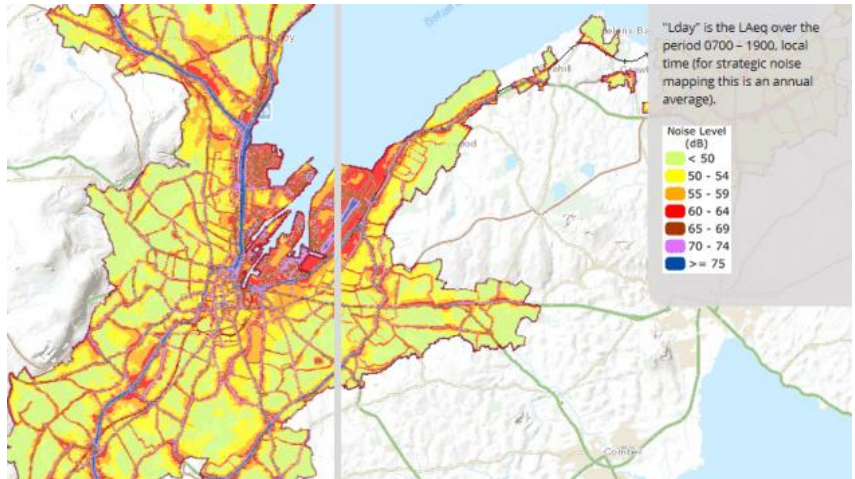 "Lday" is the LAeq over the
period 0700 – 1900, local
time (for strategic noise
mapping this is an annual
average).
Noise Level
(dB)
< 50
50 - 54
55 - 59
60 - 64
65 - 69
70 - 74
>= 75
Comber